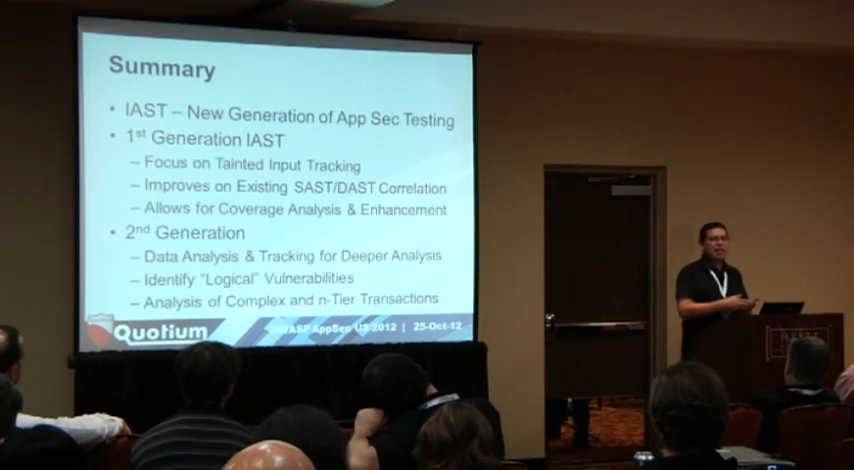 Summary
• IAST – New Generation of App Sec Testing
• 1st Generation IAST
– Focus on Tainted Input Tracking
– Improves on Existing SAST/DAST Correlation
– Allows for Coverage Analysis & Enhancement
• 2nd Generation
– Data Analysis & Tracking for Deeper Analysis
– Identify “Logical” Vulnerabilities
– Analysis of Complex and n-Tier Transactions
Quotium OWASP AppSec US 2012 | 25-Oct-12
HYATT